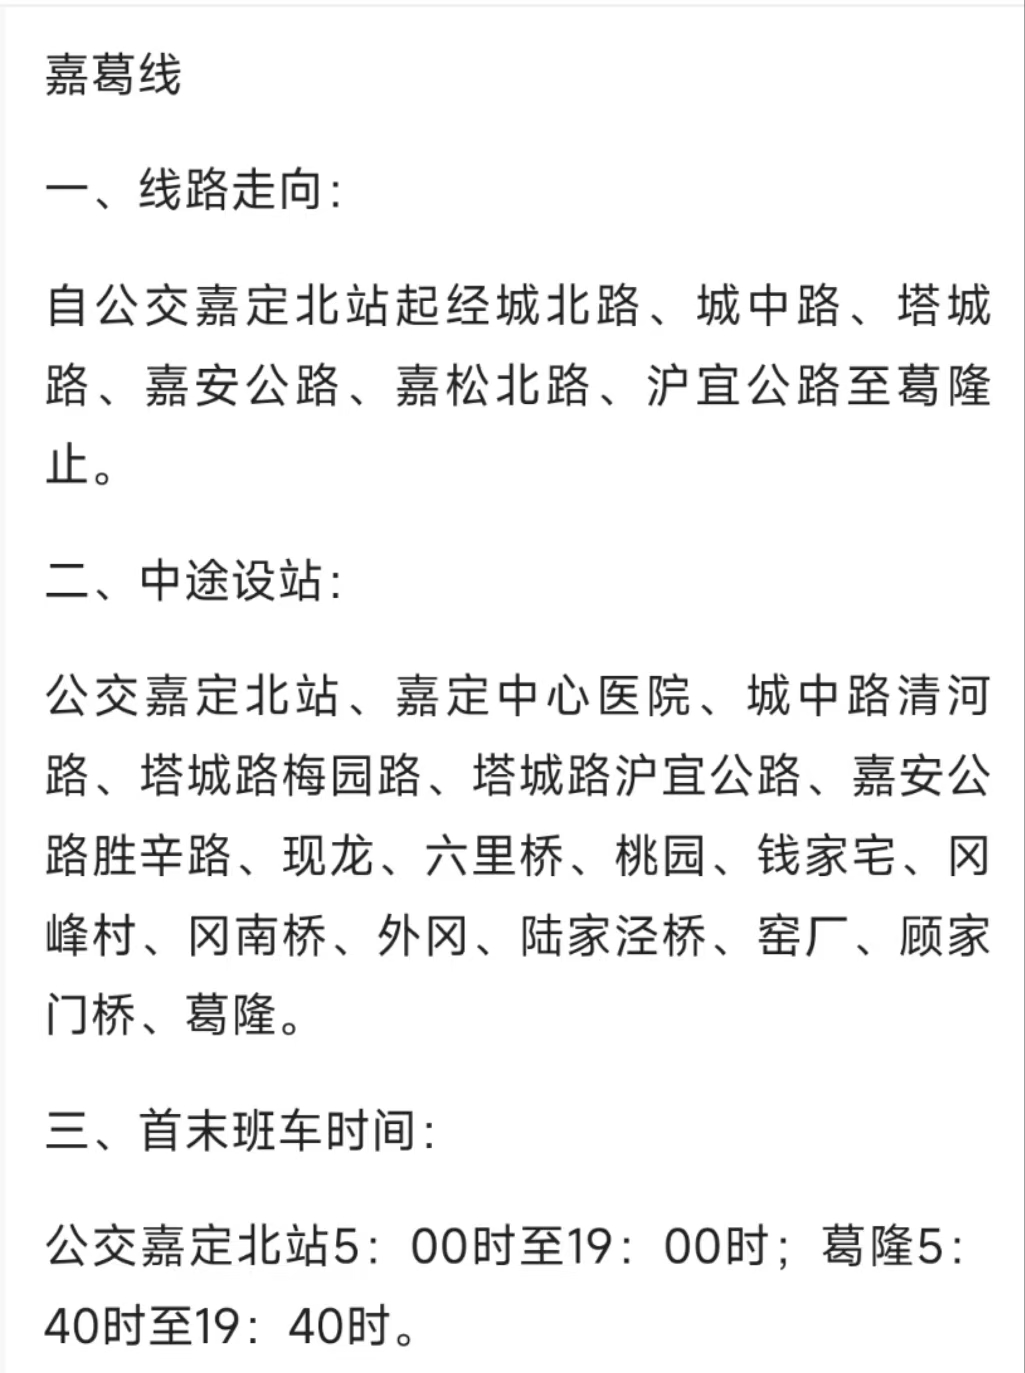 嘉葛线
一、线路走向：
自公交嘉定北站起经城北路、城中路、塔城
路、嘉安公路、嘉松北路、沪宜公路至葛隆
止。
二、中途设站：
公交嘉定北站、嘉定中心医院、城中路清河
路、塔城路梅园路、塔城路沪宜公路、嘉安公
路胜辛路、现龙、六里桥、桃园、钱家宅、冈
峰村、冈南桥、外冈、陆家泾桥、窑厂、顾家
门桥、葛隆。
三、首末班车时间：
公交嘉定北站5：00时至19：00时；葛隆5：
40时至19：40时。